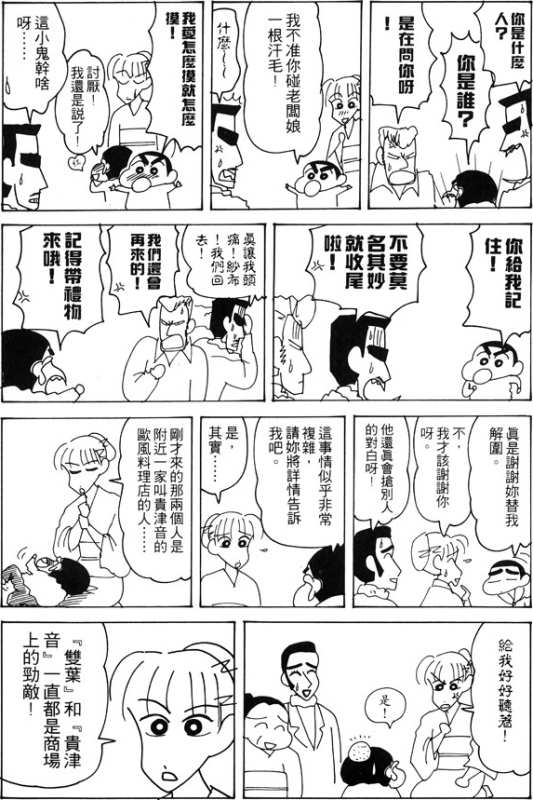 你是什麼
人?
你是誰?
是在問你呀
我不准你碰老闆娘
一根汗毛!
什麼~
我愛怎麼摸就怎麼
摸!
討厭!
我還是説了!
這小鬼幹啥
呀……
你給我記
住!
不要莫
名其妙
就收尾
啦!
真讓我頭
痛!紗布
!我們回
去!
我們還會
再來的!
記得帶禮物
來哦!
真是謝謝妳替我
解圍。
不,
我才該謝謝你
呀。
他還真會搶別人
的對白呀!
這事情似乎非常
複雜,
請妳將詳情告訴
我吧。
是,
其實……
剛才來的那兩個人是
附近一家叫貴津音的
歐風料理店的人……
給我好好聽著!
是!
『雙葉』和『貴津
音』一直都是商場
上的勁敵!